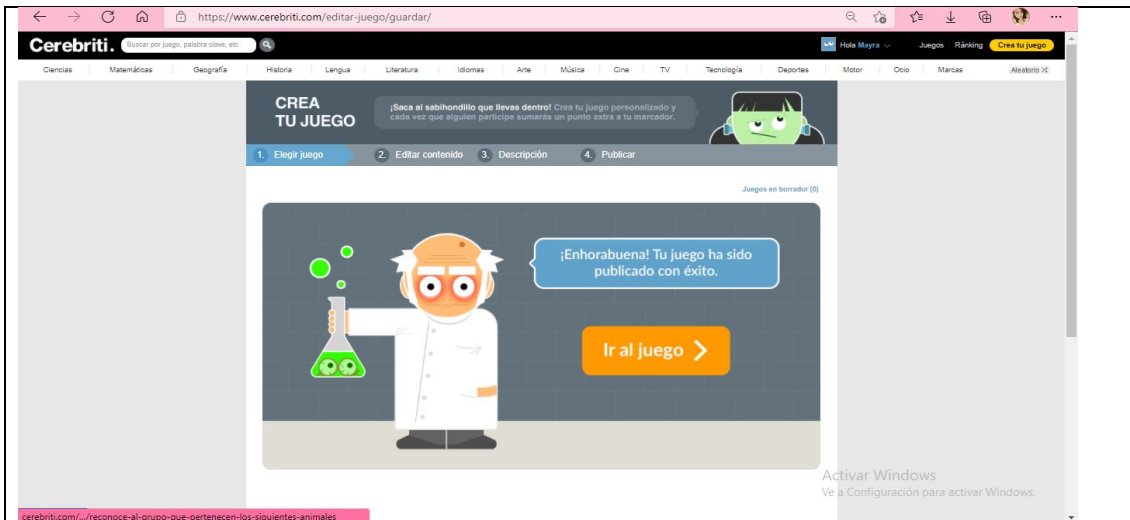 https://www.cerebriti.com/editar-juego/guardar/
Cerebriti. Buscar por juego, palabra clave, etc. Hola Mayra Juegos Ránking Crea tu juego
Ciencias Matemáticas Geografía Historia Lengua Literatura Idiomas Arte Música Cine TV Tecnología Deportes Motor Ocio Marcas Aleatorio
CREA
TU JUEGO
¡Saca al sabihondillo que llevas dentro! Crea tu juego personalizado y
cada vez que alguien participe sumarás un punto extra a tu marcador.
1. Elegir juego 2. Editar contenido 3. Descripción 4. Publicar
Juegos en borrador (0)
¡Enhorabuena! Tu juego ha sido
publicado con éxito.
Ir al juego
Activar Windows
Ve a Configuración para activar Windows.
cerebriti.com/.../reconoce-al-grupo-que-pertenecen-los-siguientes-animales